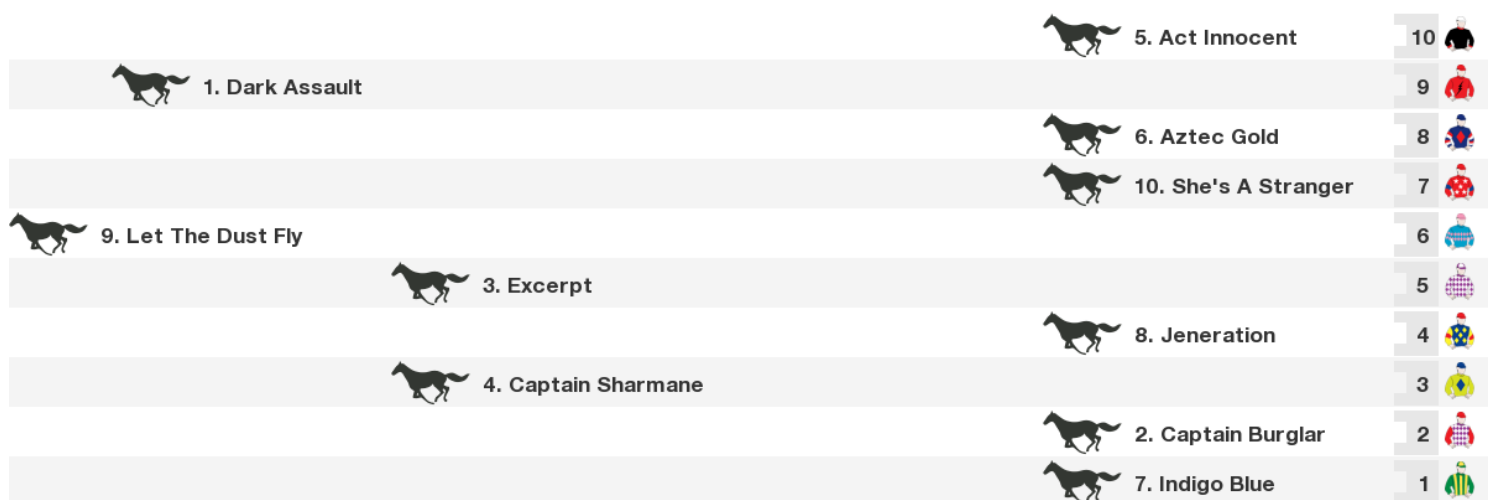 5. Act Innocent 10
1. Dark Assault 9
6. Aztec Gold 8
10. She's A Stranger 7
9. Let The Dust Fly 6
3. Excerpt 5
8. Jeneration 4
4. Captain Sharmane 3
2. Captain Burglar 2
7. Indigo Blue 1